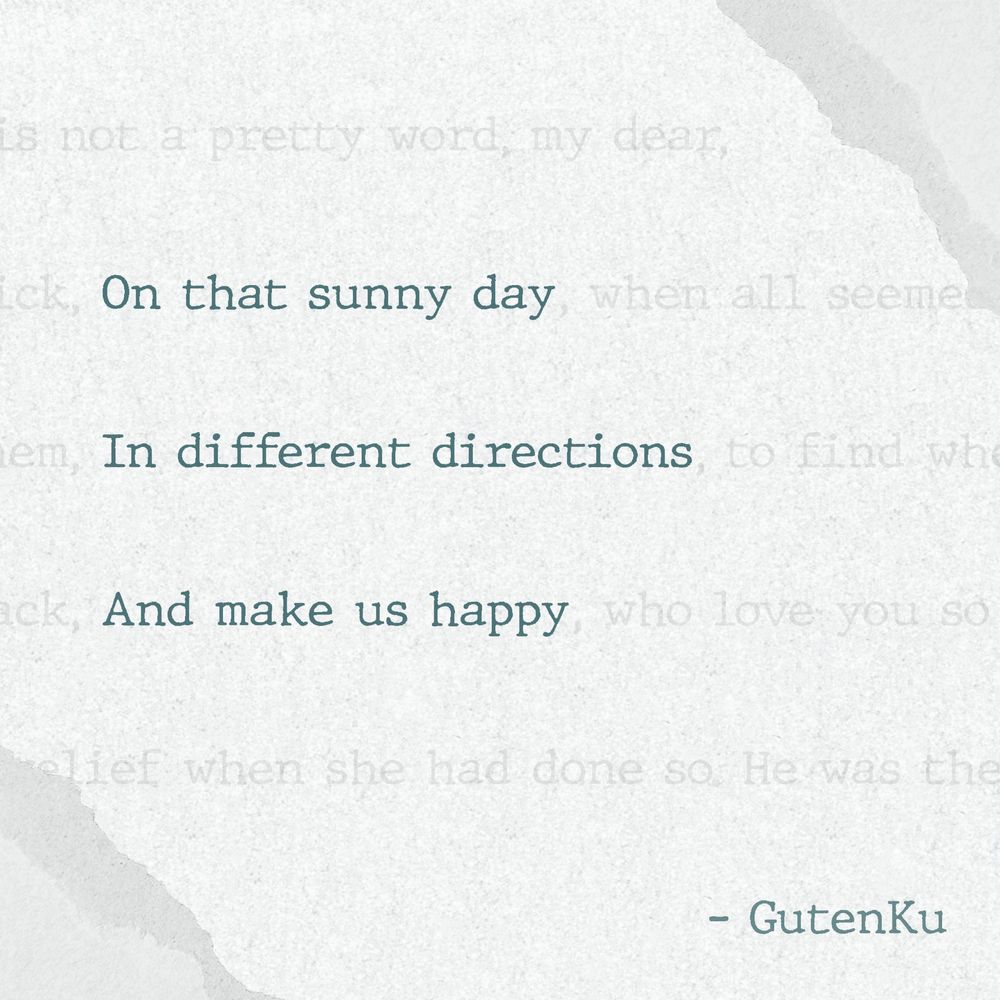 is not a pretty word, my dear,
ick, On that sunny day, when all seeme
hem, In different directions, to find whe
ack, And make us happy, who love you so
elief when she had done so. He was the
- GutenKu